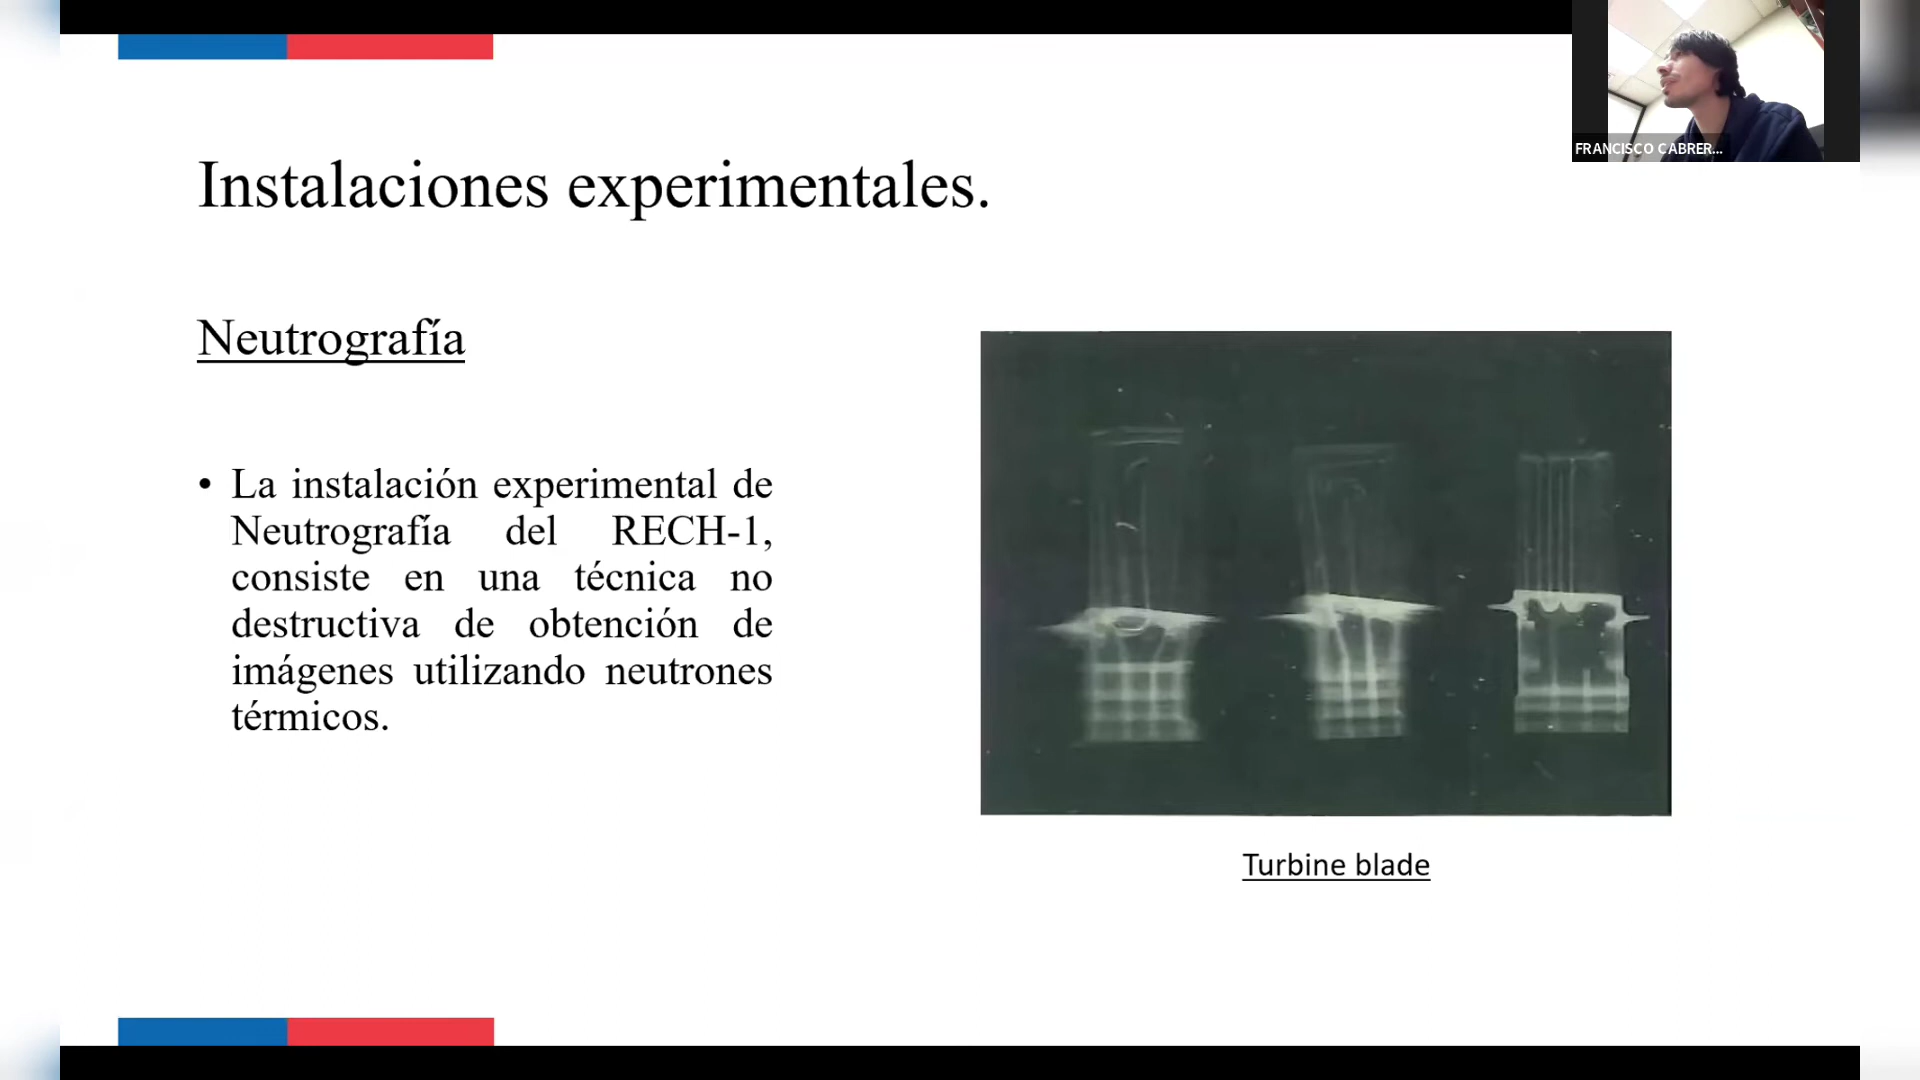 FRANCISCO CABRER...
Instalaciones experimentales.
Neutrografía
• La instalación experimental de
Neutrografía del RECH-1,
consiste en una técnica no
destructiva de obtención de
imágenes utilizando neutrones
térmicos.
Turbine blade